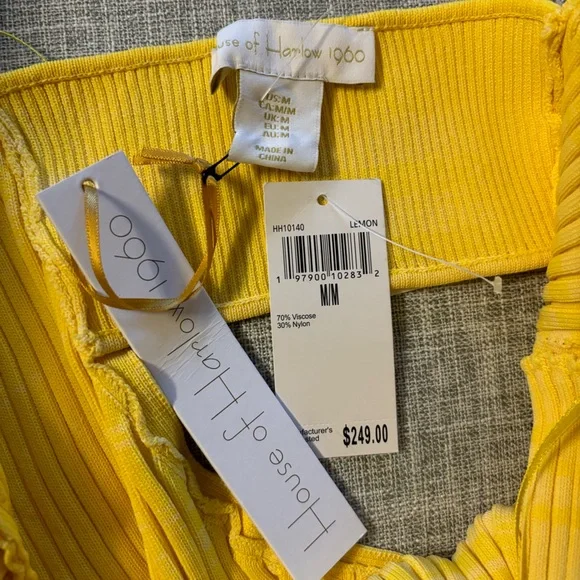 use of Harlow 1960
US:M
CA:M/M
UK:M
EU:M
AU:M
MADE IN
CHINA
HH10140 LEMON
1 97900 10283 2
M/M
70% Viscose
30% Nylon
$249.00
House of Harlow 1960